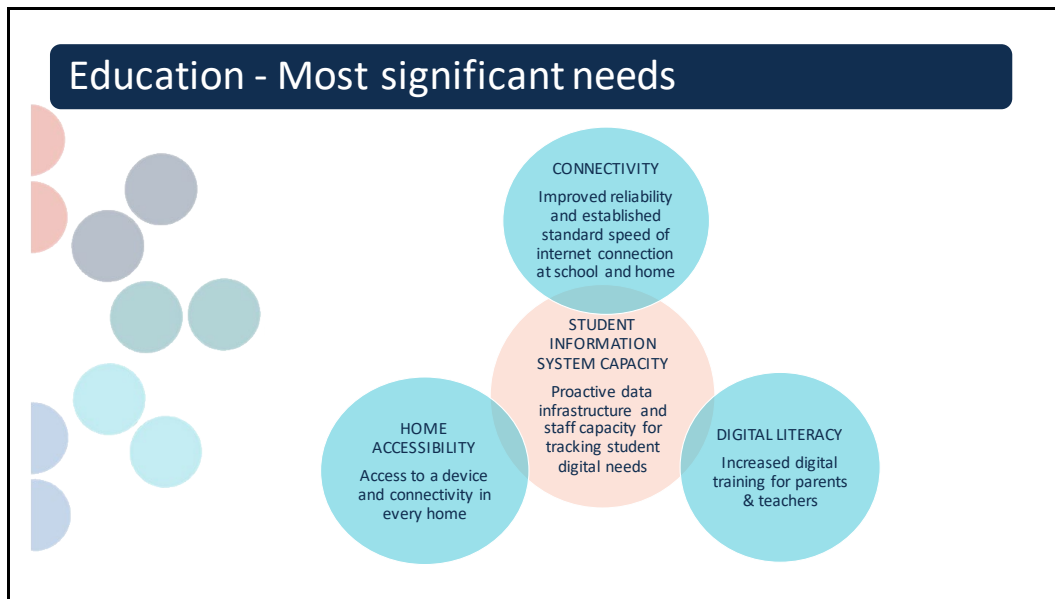 Education - Most significant needs
CONNECTIVITY
Improved reliability
and established
standard speed of
internet connection
at school and home
STUDENT
INFORMATION
SYSTEM CAPACITY
Proactive data
infrastructure and
staff capacity for
tracking student
digital needs
HOME
ACCESSIBILITY
Access to a device
and connectivity in
every home
DIGITAL LITERACY
Increased digital
training for parents
& teachers